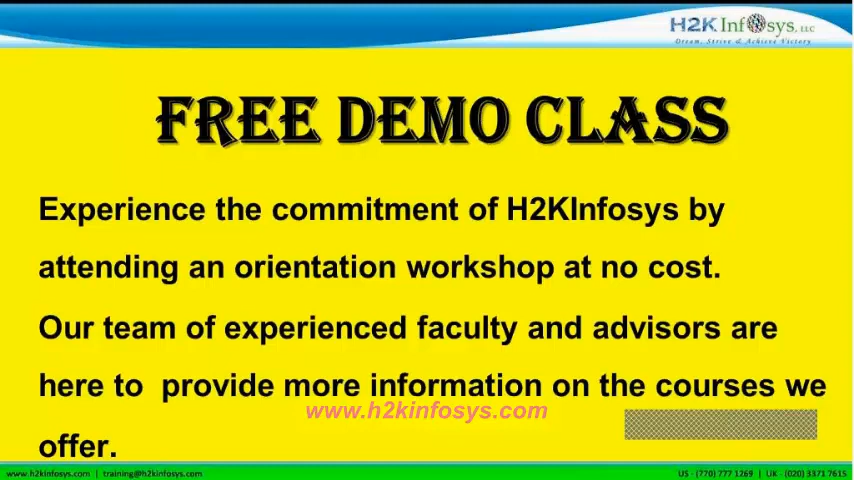 H2K Infosys, LLC
Dream, Strive & Achieve Victory
FREE DEMO CLASS
Experience the commitment of H2KInfosys by
attending an orientation workshop at no cost.
Our team of experienced faculty and advisors are
here to provide more information on the courses we
www.h2kinfosys.com
offer.
www.h2kinfosys.com | training@h2kinfosys.com
US - (770) 777 1269 | UK - (020) 3371 7615